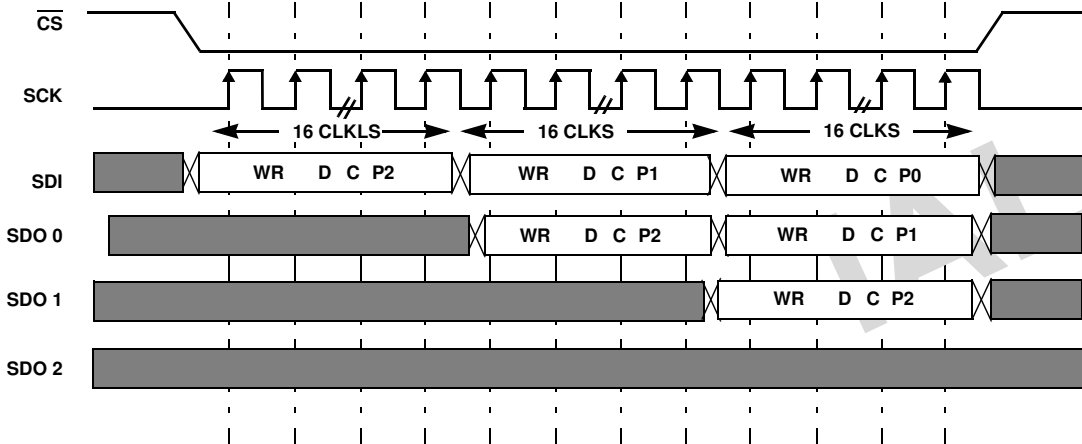 CS
SCK
16 CLKLS 16 CLKS 16 CLKS
SDI WR D C P2 WR D C P1 WR D C P0
SDO 0 WR D C P2 WR D C P1
SDO 1 WR D C P2
SDO 2